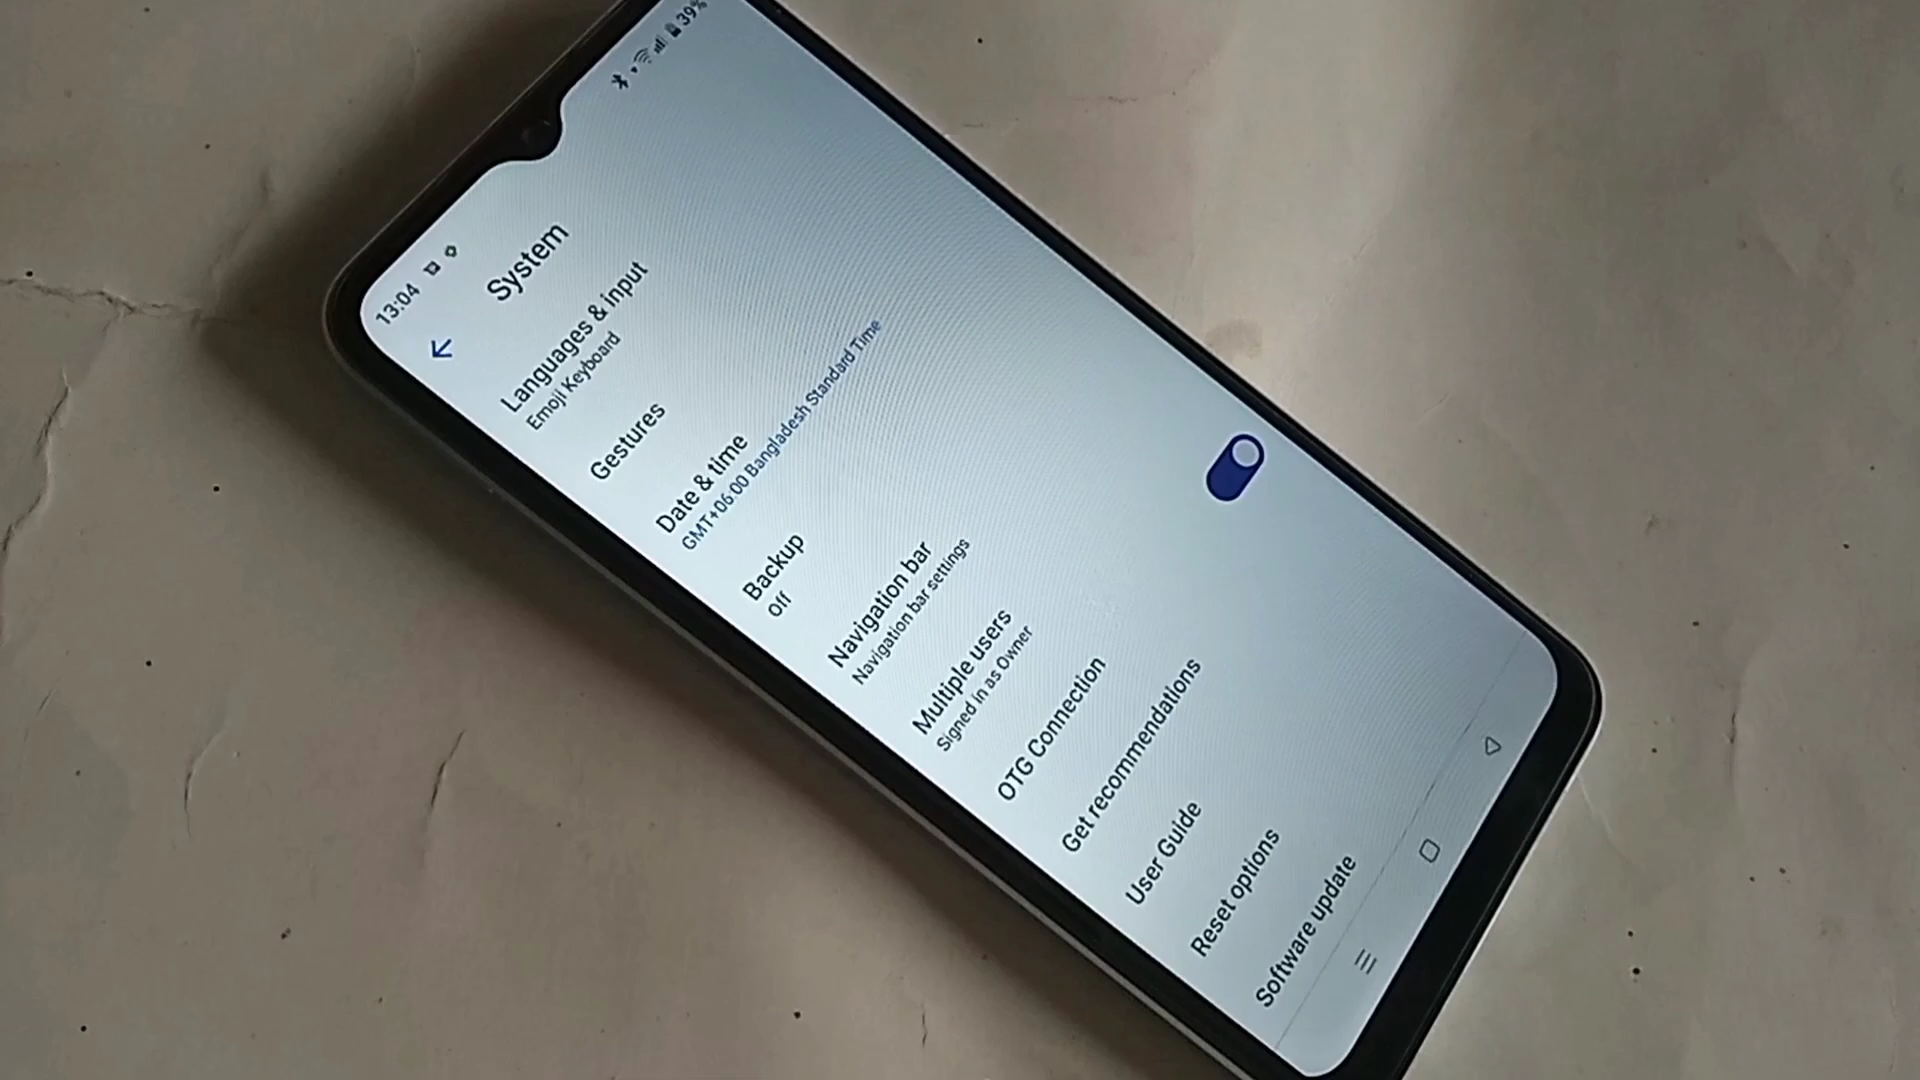 13:04
39%
System
Languages & input
Emoji Keyboard
Gestures
Date & time
GMT+06:00 Bangladesh Standard Time
Backup
Off
Navigation bar
Navigation bar settings
Multiple users
Signed in as Owner
OTG Connection
Get recommendations
User Guide
Reset options
Software update